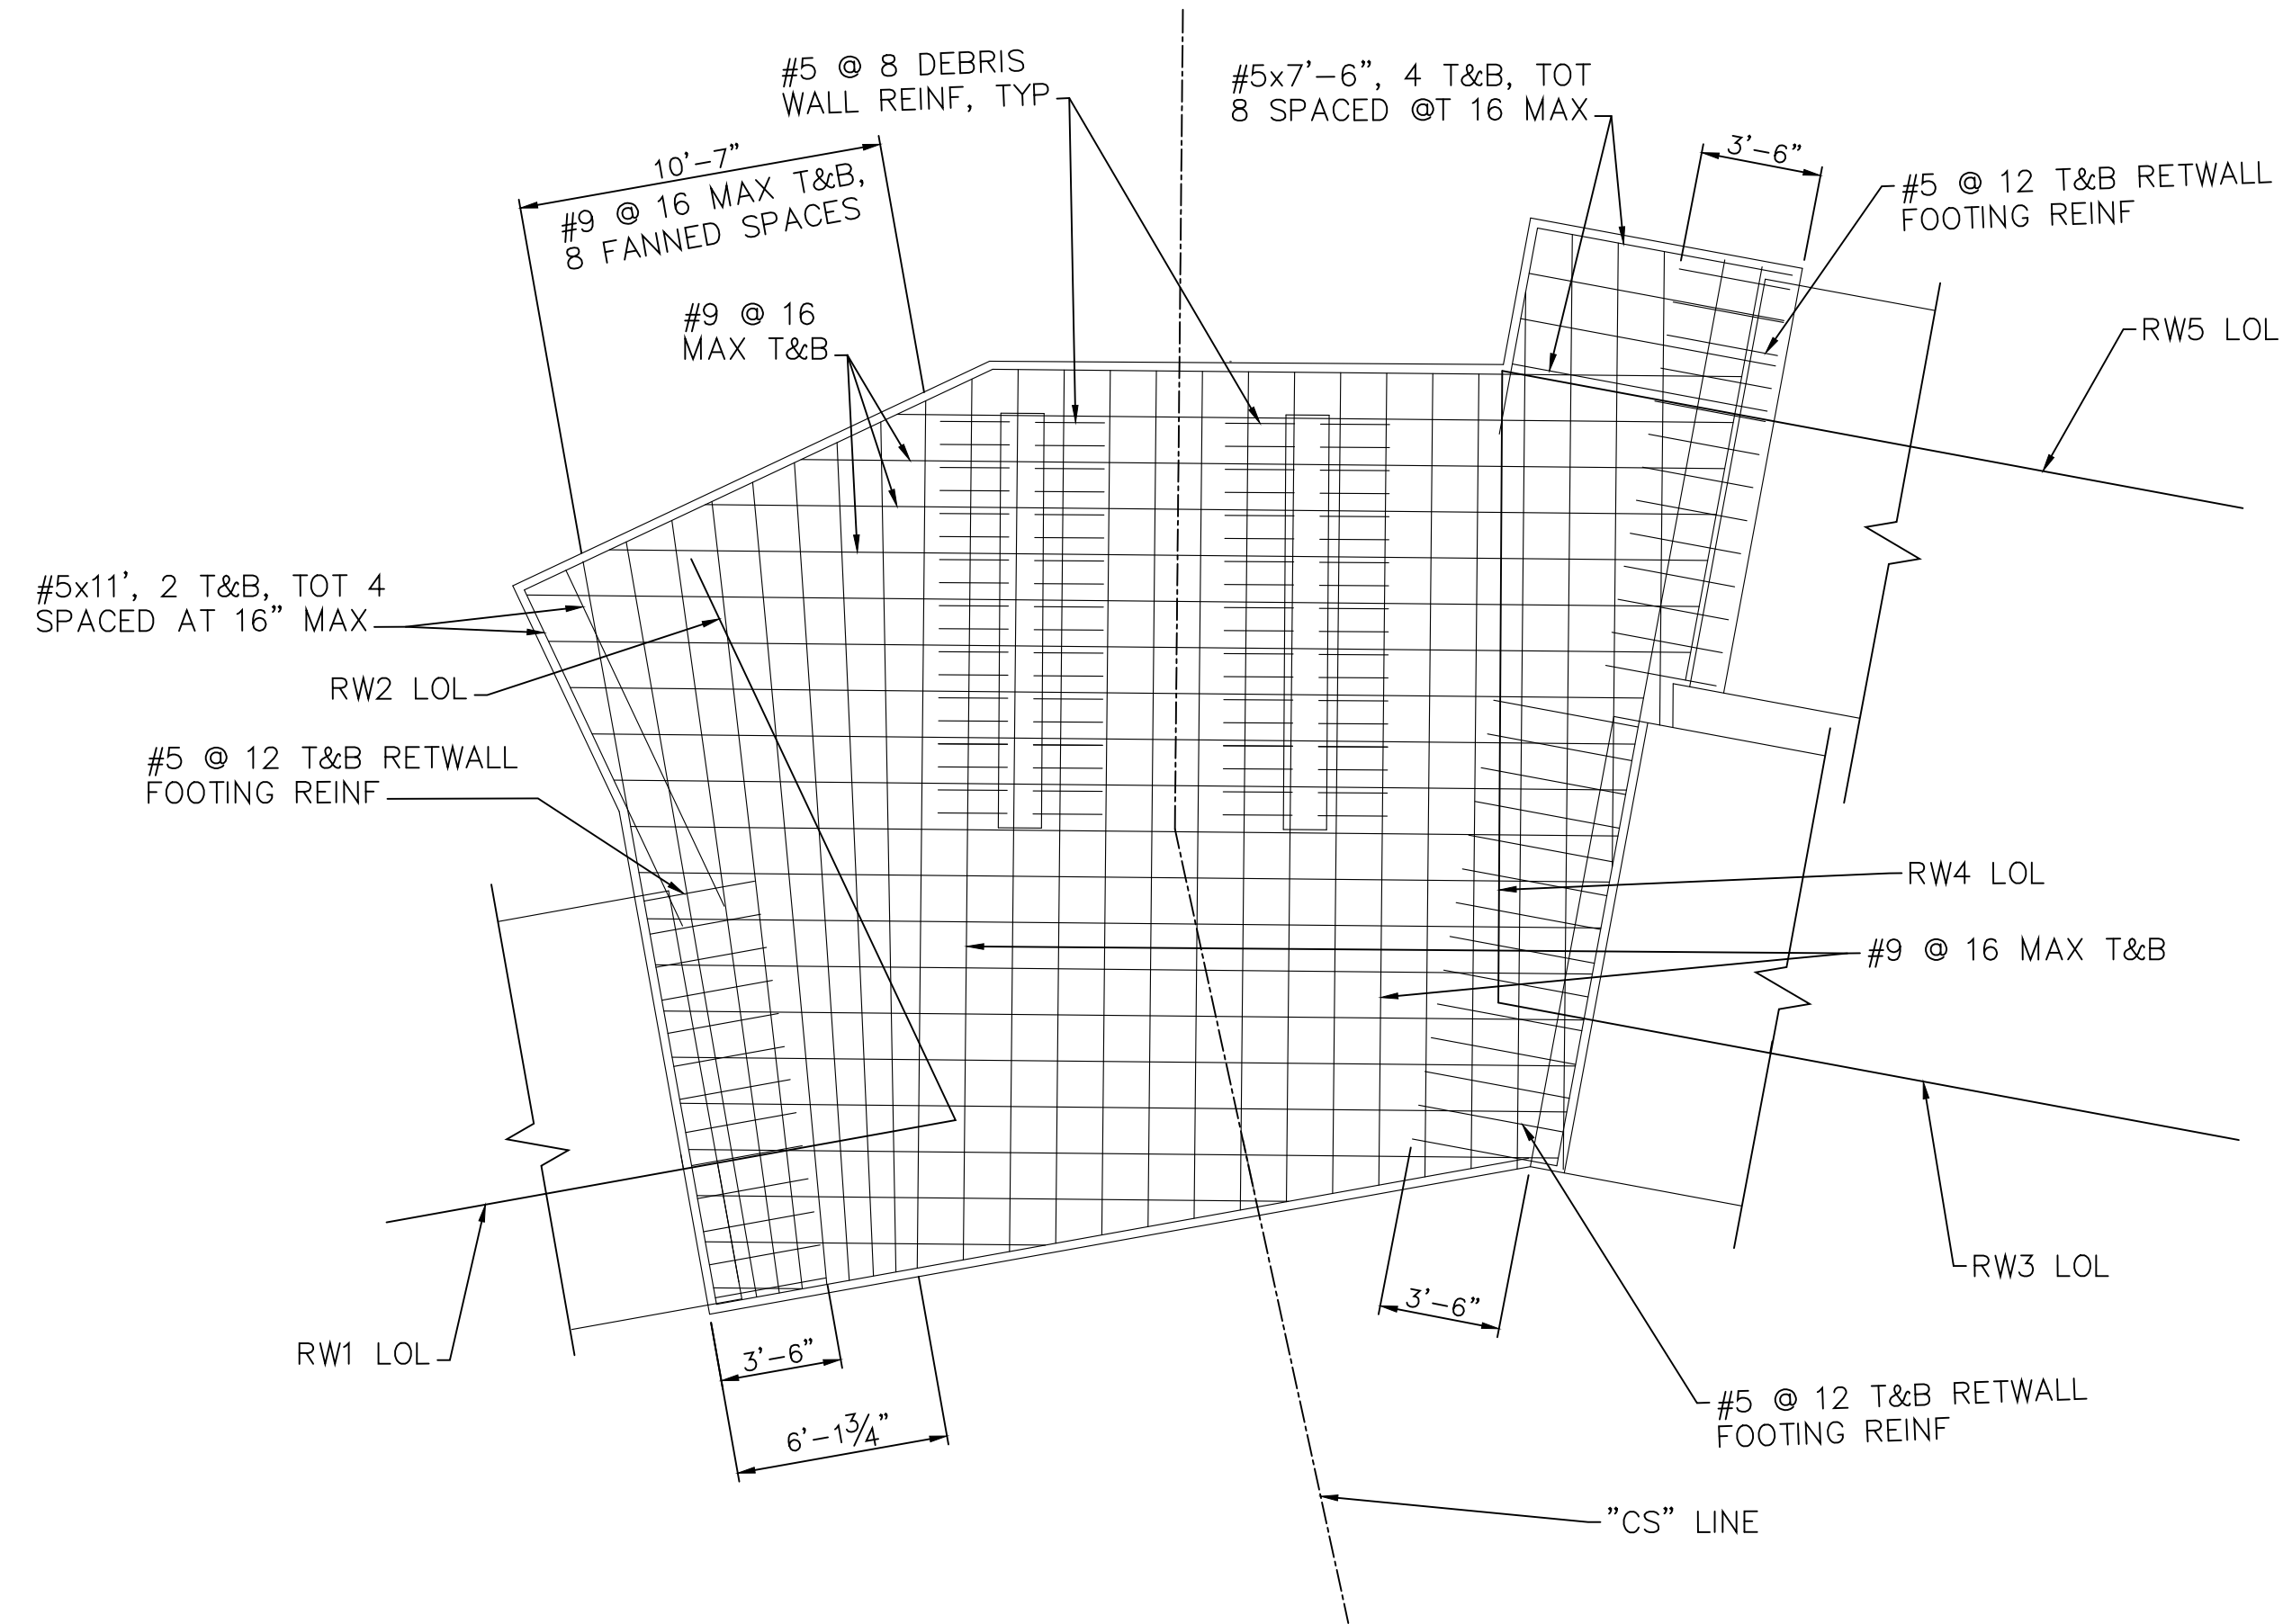 #5 @ 8 DEBRIS
WALL REINF, TYP
#5x7'-6", 4 T&B, TOT
8 SPACED @T 16 MAX
10'-7"
#9 @ 16 MAX T&B,
8 FANNED SPACES
3'-6"
#5 @ 12 T&B RETWALL
FOOTING REINF
#9 @ 16
MAX T&B
RW5 LOL
#5x11', 2 T&B, TOT 4
SPACED AT 16" MAX
RW2 LOL
#5 @ 12 T&B RETWALL
FOOTING REINF
RW4 LOL
#9 @ 16 MAX T&B
RW3 LOL
RW1 LOL
3'-6"
3'-6"
6'-1¾"
#5 @ 12 T&B RETWALL
FOOTING REINF
"CS" LINE